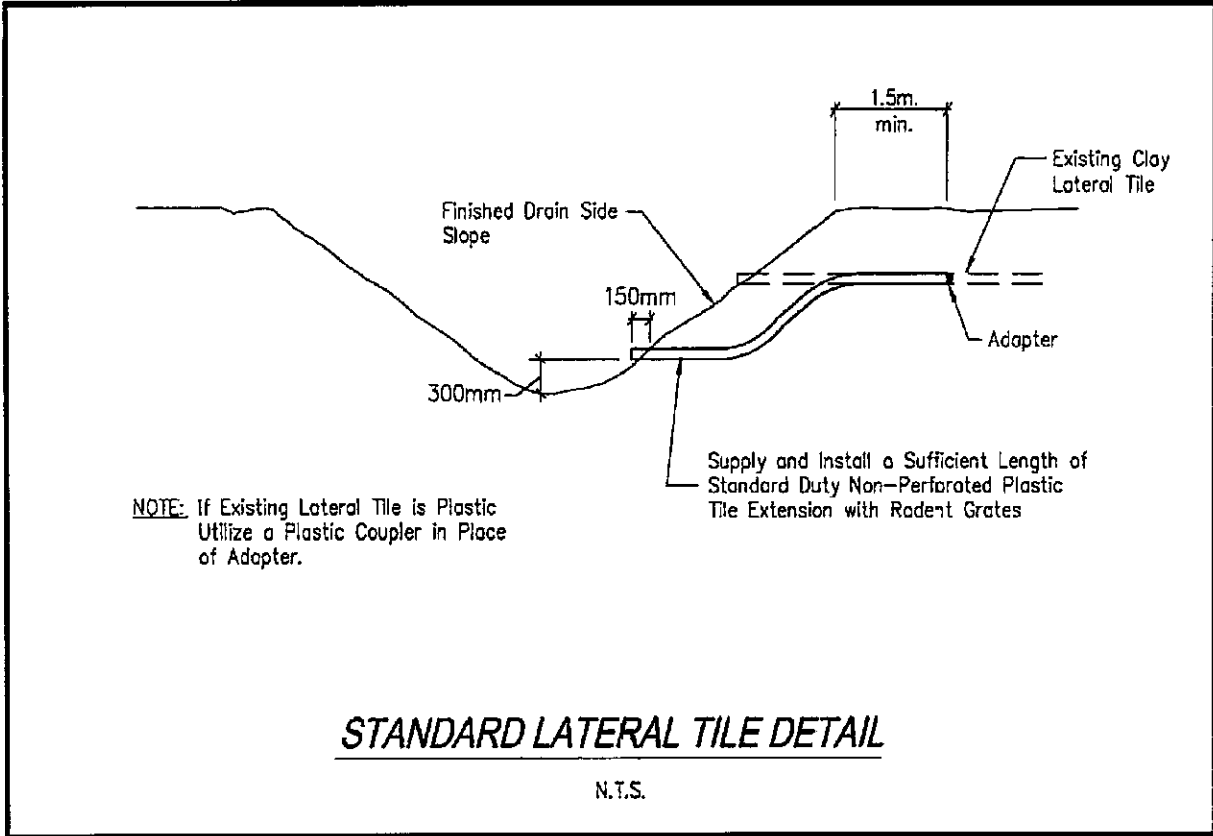 1.5m.
min.
Existing Clay
Lateral Tile
Finished Drain Side
Slope
150mm
Adapter
300mm
Supply and Install a Sufficient Length of
Standard Duty Non-Perforated Plastic
Tile Extension with Rodent Grates
NOTE: If Existing Lateral Tile is Plastic
Utilize a Plastic Coupler in Place
of Adapter.
STANDARD LATERAL TILE DETAIL
N.T.S.